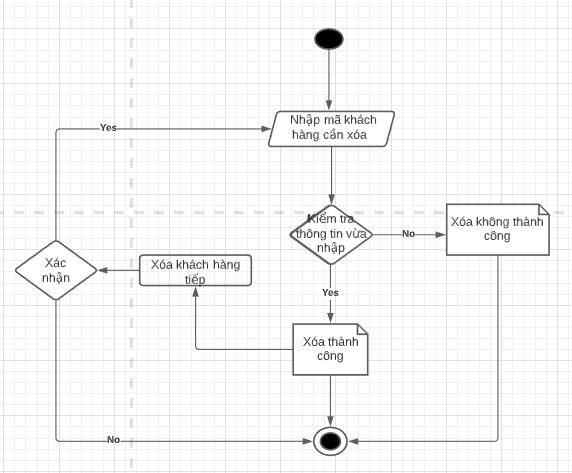 Nhập mã khách
hàng cần xóa
Yes
Kiểm tra
thông tin vừa
nhập
No
Xóa không thành
công
Xác
nhận
Xóa khách hàng
tiếp
Yes
Xóa thành
công
No